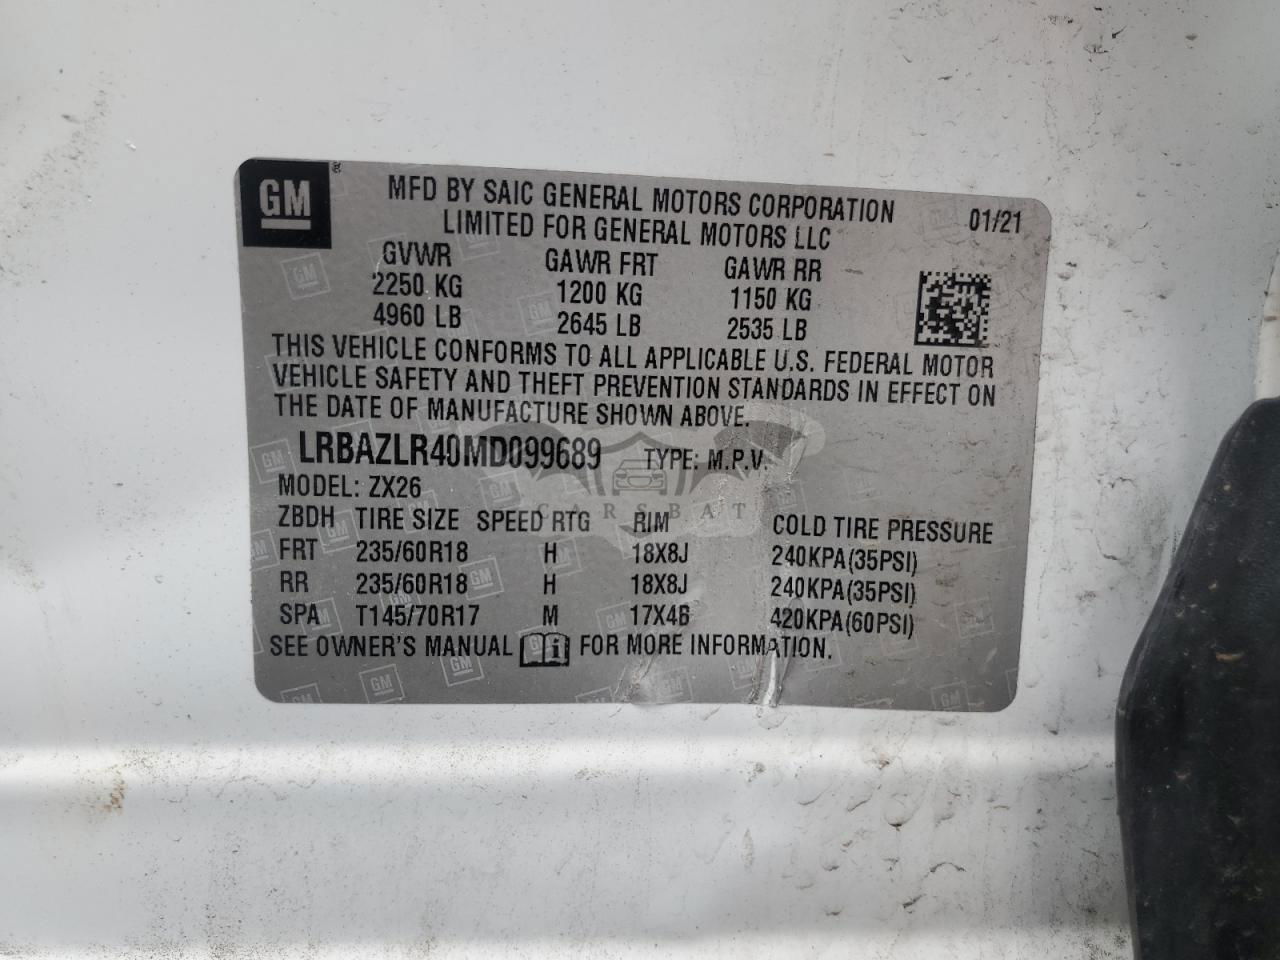 GM
MFD BY SAIC GENERAL MOTORS CORPORATION
LIMITED FOR GENERAL MOTORS LLC
01/21
GVWR GAWR FRT GAWR RR
2250 KG 1200 KG 1150 KG
4960 LB 2645 LB 2535 LB
THIS VEHICLE CONFORMS TO ALL APPLICABLE U.S. FEDERAL MOTOR
VEHICLE SAFETY AND THEFT PREVENTION STANDARDS IN EFFECT ON
THE DATE OF MANUFACTURE SHOWN ABOVE.
LRBAZLR40MD099689 TYPE: M.P.V.
MODEL: ZX26
CARSBAT
ZBDH TIRE SIZE SPEED RTG RIM COLD TIRE PRESSURE
FRT 235/60R18 H 18X8J 240KPA(35PSI)
RR 235/60R18 H 18X8J 240KPA(35PSI)
SPA T145/70R17 M 17X4B 420KPA(60PSI)
SEE OWNER'S MANUAL i FOR MORE INFORMATION.